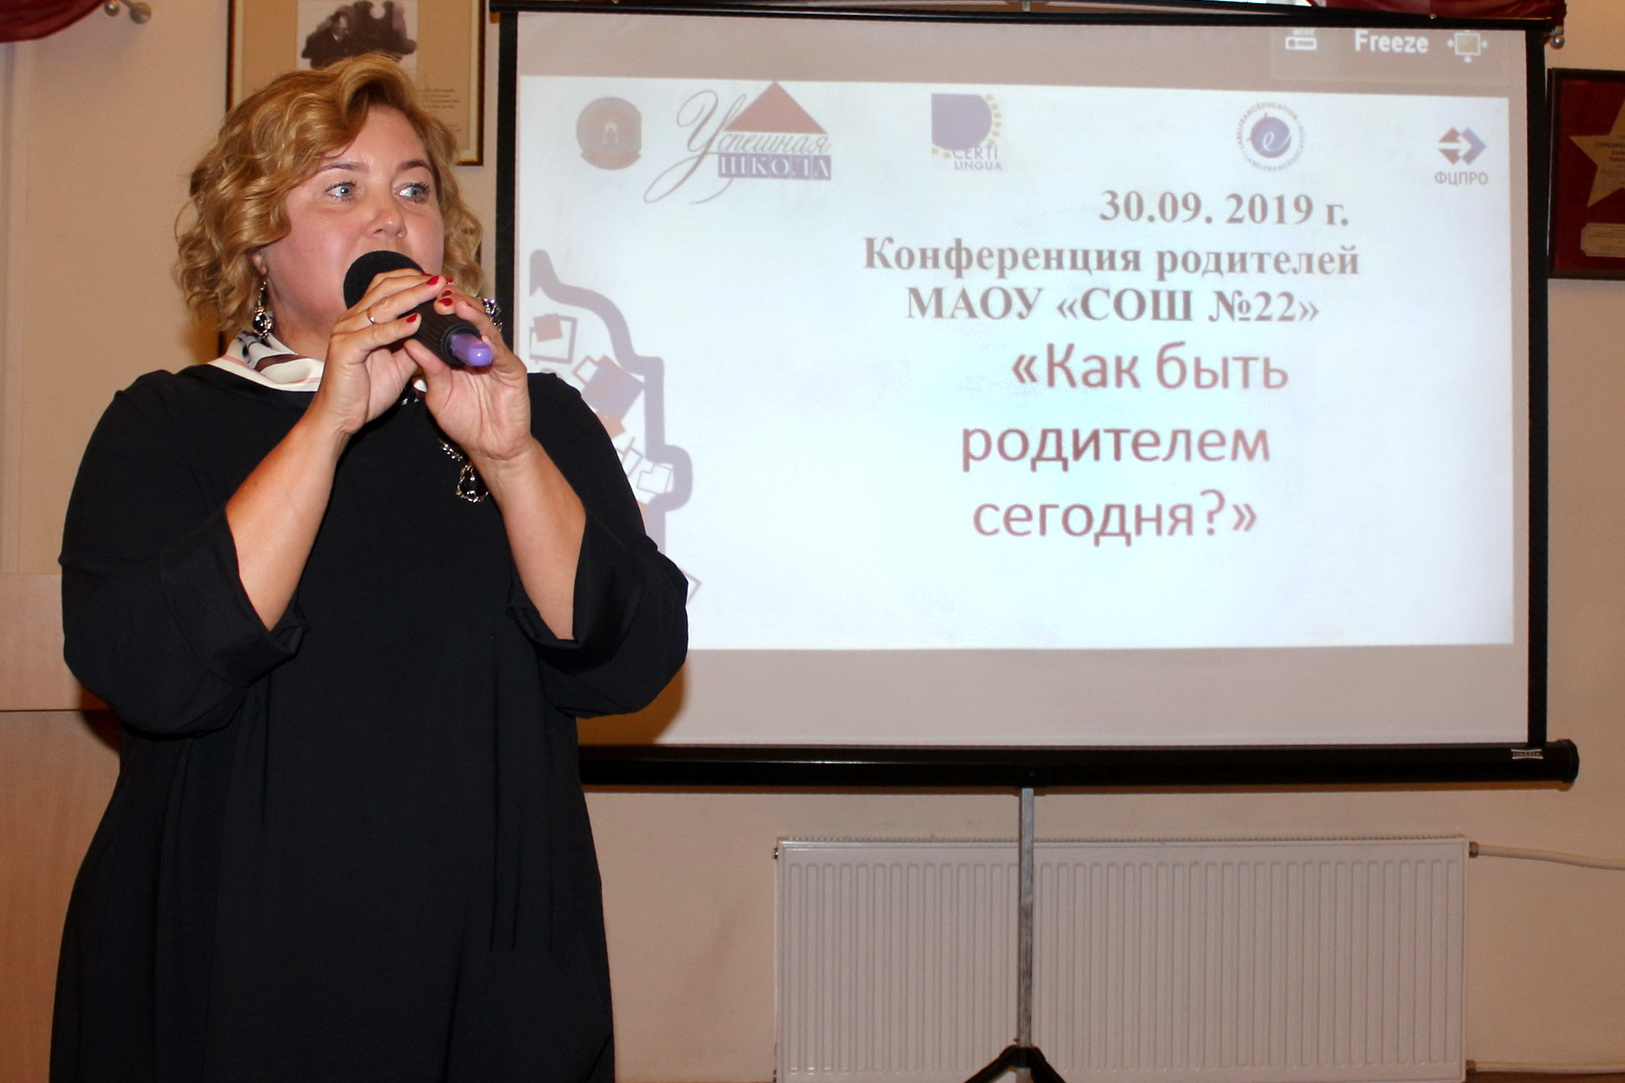 Freeze
Успешная
ШКОЛА
CERTI
LINGUA
ФЦПРО
30.09. 2019 г.
Конференция родителей
МАОУ «СОШ №22»
«Как быть
родителем
сегодня?»